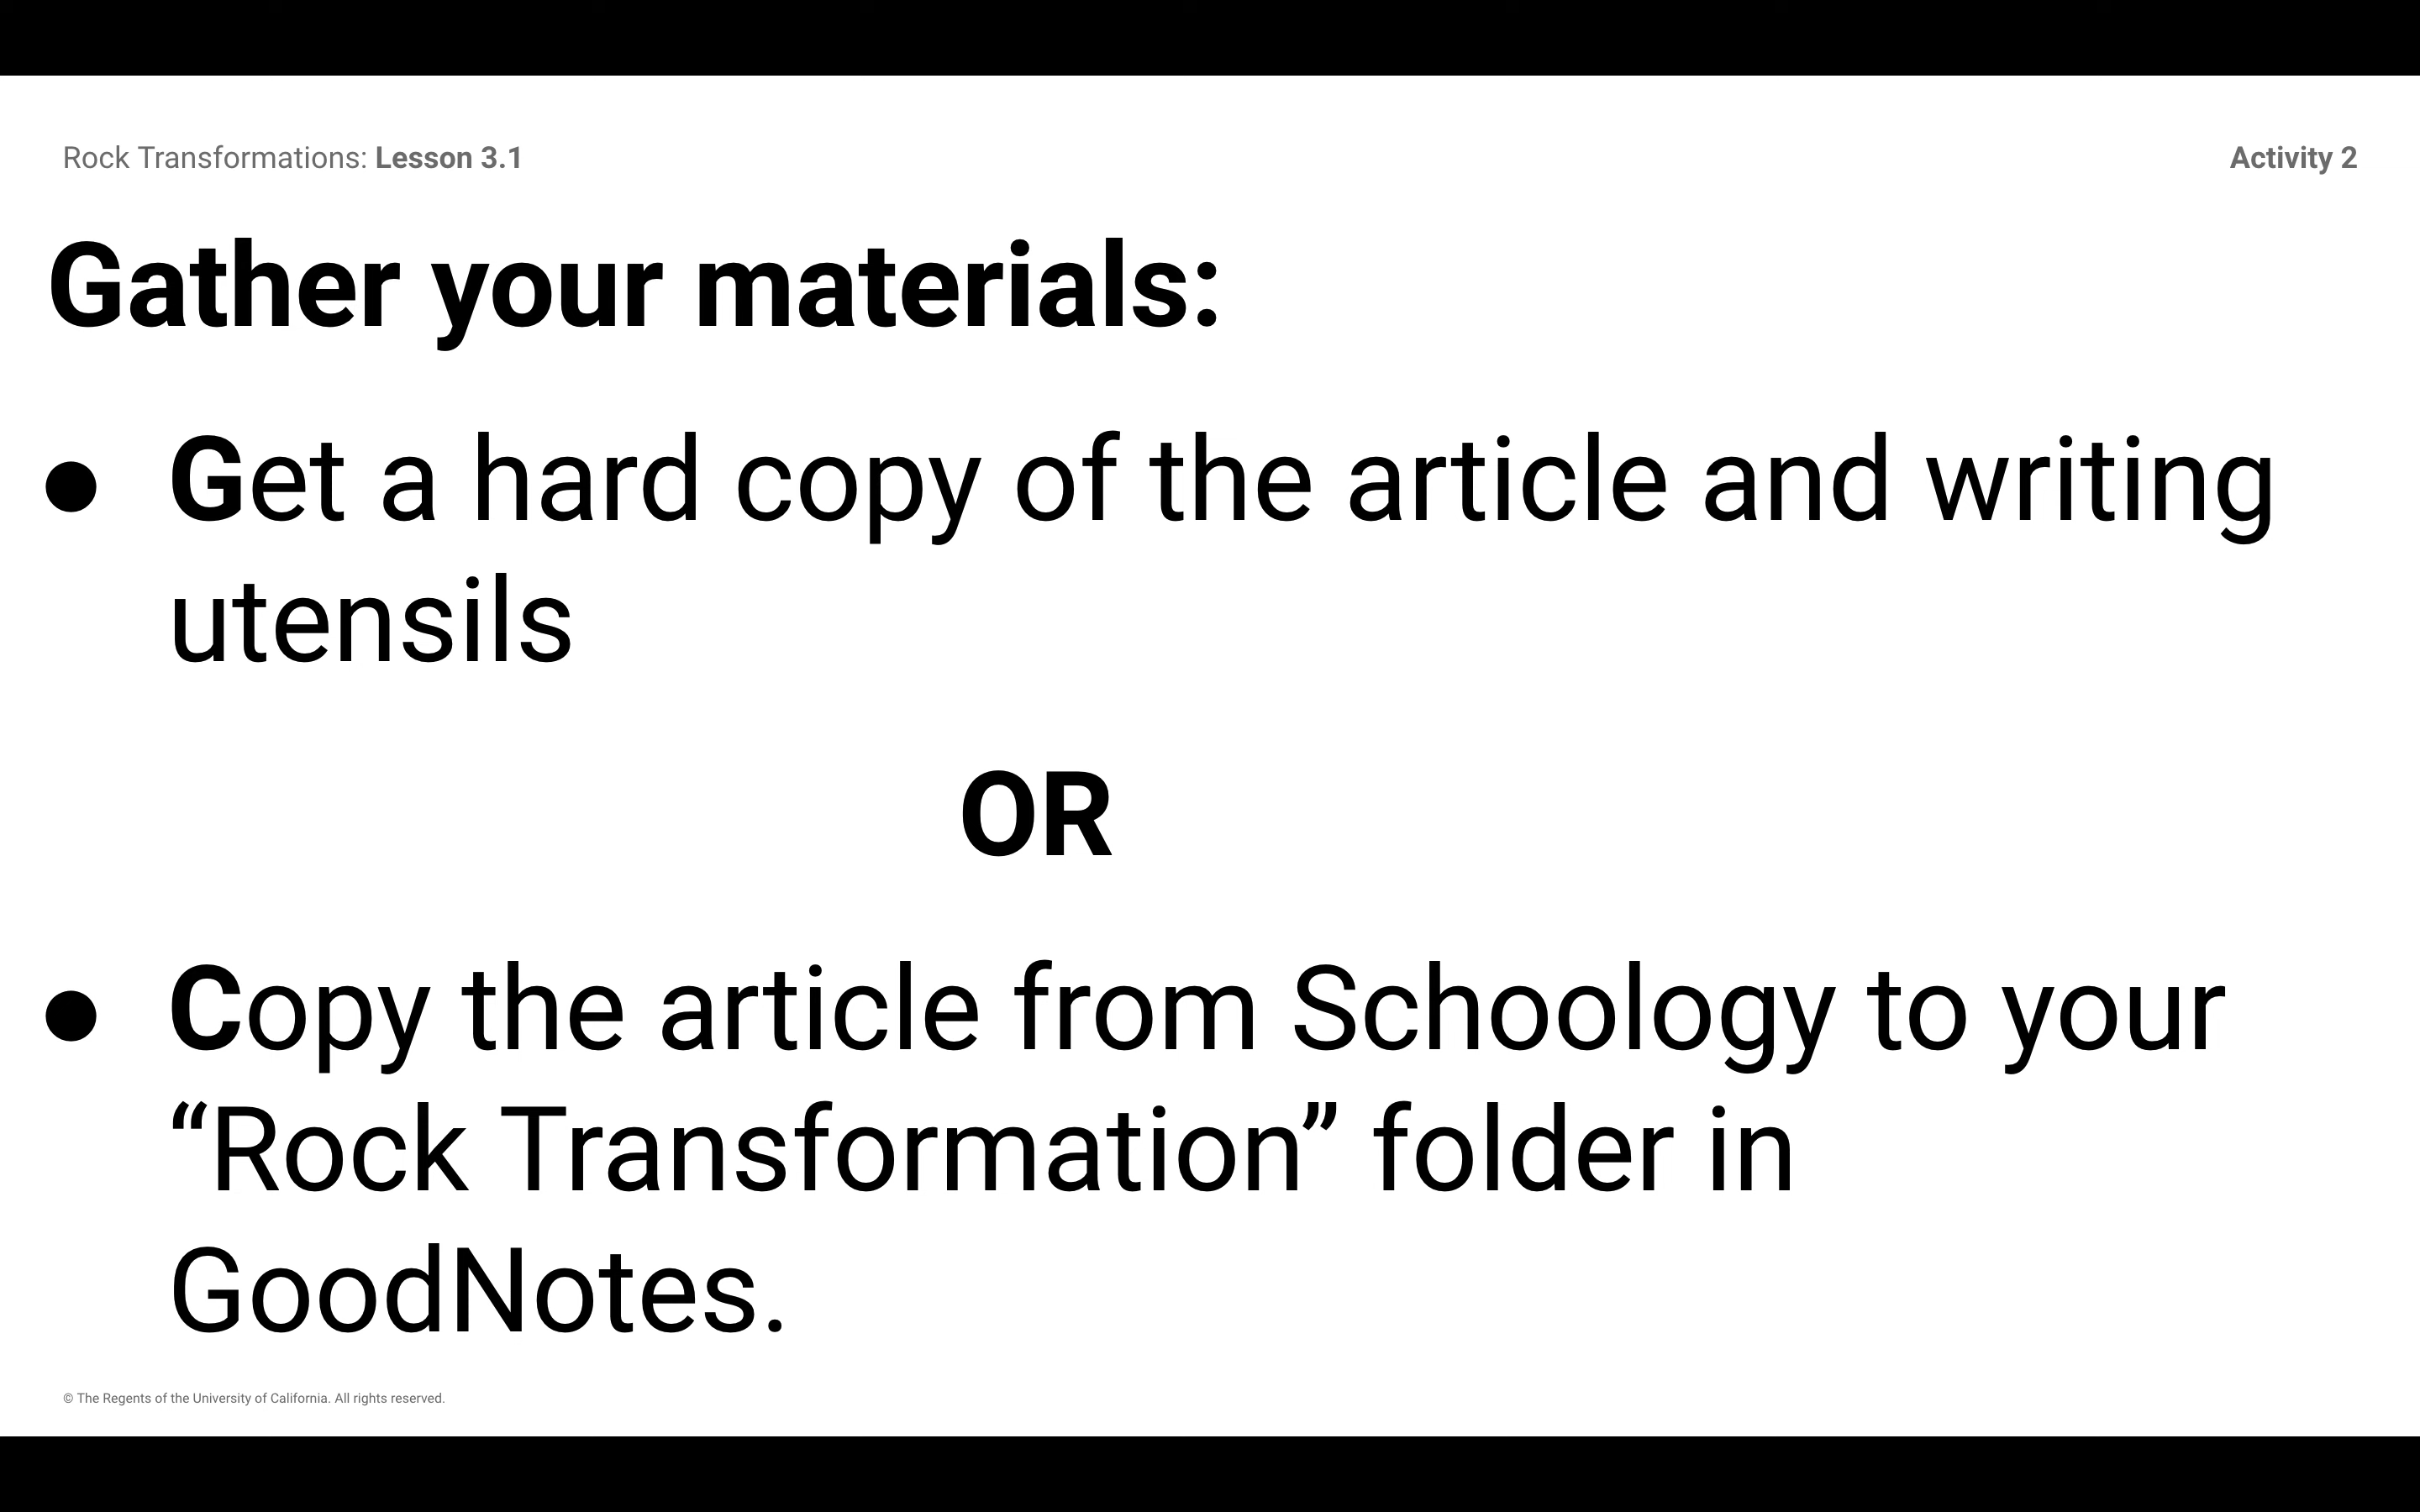 Rock Transformations: Lesson 3.1
Activity 2
Gather your materials:
● Get a hard copy of the article and writing
utensils
OR
● Copy the article from Schoology to your
“Rock Transformation” folder in
GoodNotes.
© The Regents of the University of California. All rights reserved.